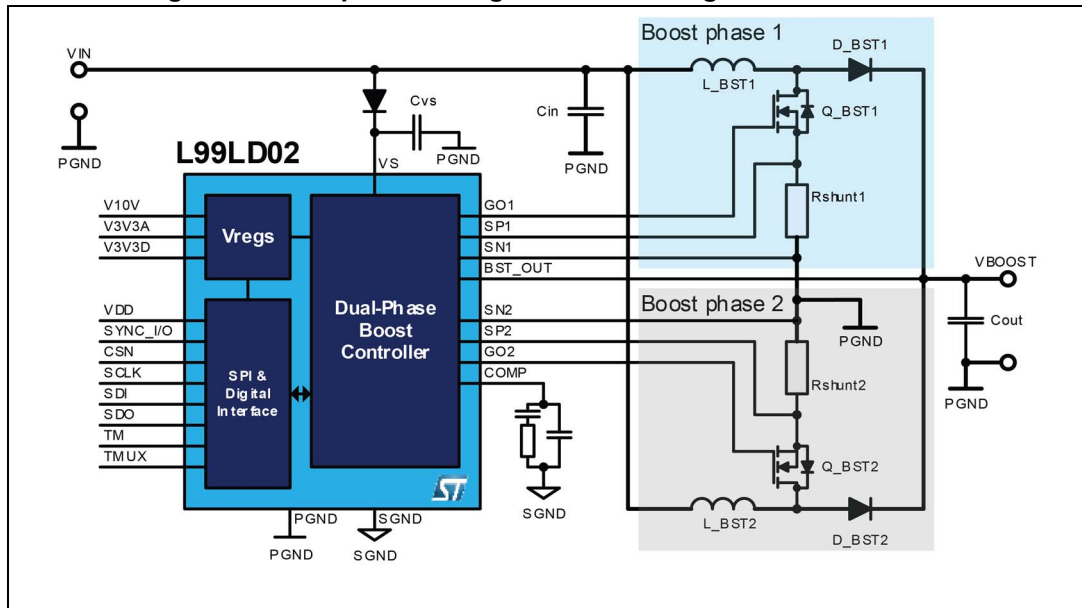 Boost phase 1
D_BST1
VIN
L_BST1
Cvs
Cin
Q_BST1
PGND
L99LD02
VS
PGND
PGND
Rshunt1
V10V
V3V3A
V3V3D
Vregs
GO1
SP1
SN1
BST_OUT
VBOOST
Dual-Phase
Boost
Controller
Boost phase 2
VDD
SYNC_I/O
CSN
SCLK
SDI
SDO
TM
TMUX
SPI &
Digital
Interface
SN2
SP2
GO2
COMP
PGND
Cout
Rshunt2
PGND
Q_BST2
ST
PGND
SGND
SGND
L_BST2
D_BST2
PGND
SGND